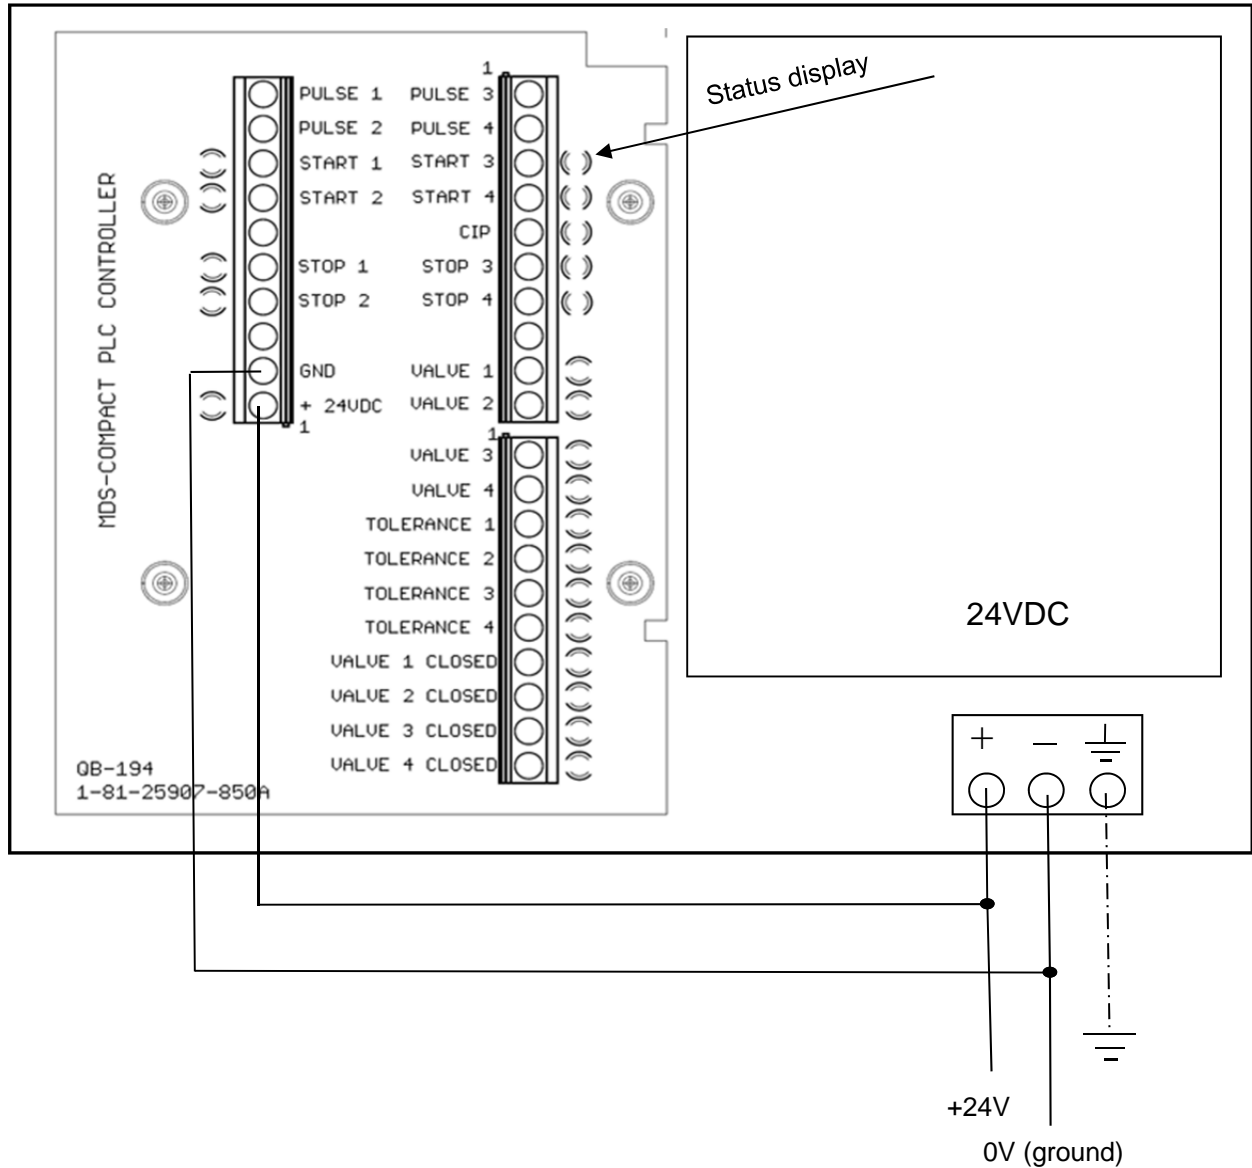 Status display
1
PULSE 1 PULSE 3
PULSE 2 PULSE 4
START 1 START 3
START 2 START 4
CIP
STOP 1 STOP 3
STOP 2 STOP 4
GND VALVE 1
+ 24VDC VALVE 2
1
1
VALVE 3
VALVE 4
TOLERANCE 1
TOLERANCE 2
TOLERANCE 3
TOLERANCE 4
VALVE 1 CLOSED
VALVE 2 CLOSED
VALVE 3 CLOSED
VALVE 4 CLOSED
MDS-COMPACT PLC CONTROLLER
QB-194
1-81-25907-850A
24VDC
+ —
+24V
0V (ground)